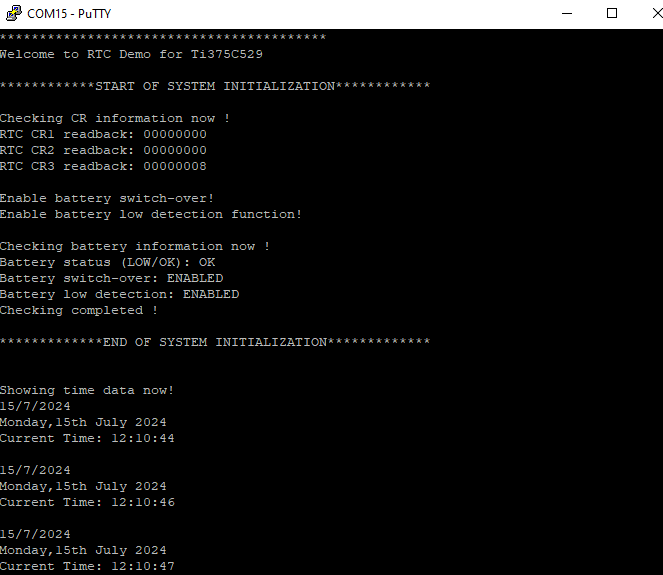 COM15 - PuTTY
*****************************************
Welcome to RTC Demo for Ti375C529
************START OF SYSTEM INITIALIZATION************
Checking CR information now !
RTC CR1 readback: 00000000
RTC CR2 readback: 00000000
RTC CR3 readback: 00000008
Enable battery switch-over!
Enable battery low detection function!
Checking battery information now !
Battery status (LOW/OK): OK
Battery switch-over: ENABLED
Battery low detection: ENABLED
Checking completed !
*************END OF SYSTEM INITIALIZATION*************
Showing time data now!
15/7/2024
Monday,15th July 2024
Current Time: 12:10:44
15/7/2024
Monday,15th July 2024
Current Time: 12:10:46
15/7/2024
Monday,15th July 2024
Current Time: 12:10:47